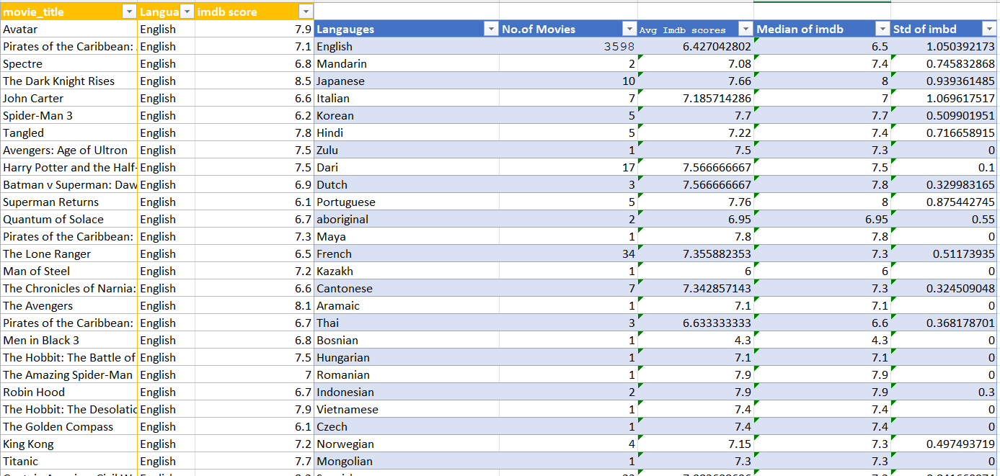 movie_title Langua imdb score
Avatar English 7.9 Langauges No.of Movies Avg Imdb scores Median of imdb Std of imbd
Pirates of the Caribbean: English 7.1 English 3598 6.427042802 6.5 1.050392173
Spectre English 6.8 Mandarin 2 7.08 7.4 0.745832868
The Dark Knight Rises English 8.5 Japanese 10 7.66 8 0.939361485
John Carter English 6.6 Italian 7 7.185714286 7 1.069617517
Spider-Man 3 English 6.2 Korean 5 7.7 7.7 0.509901951
Tangled English 7.8 Hindi 5 7.22 7.4 0.716658915
Avengers: Age of Ultron English 7.5 Zulu 1 7.5 7.3 0
Harry Potter and the Half- English 7.5 Dari 17 7.566666667 7.5 0.1
Batman v Superman: Daw English 6.9 Dutch 3 7.566666667 7.8 0.329983165
Superman Returns English 6.1 Portuguese 5 7.76 8 0.875442745
Quantum of Solace English 6.7 aboriginal 2 6.95 6.95 0.55
Pirates of the Caribbean: English 7.3 Maya 1 7.8 7.8 0
The Lone Ranger English 6.5 French 34 7.355882353 7.3 0.51173935
Man of Steel English 7.2 Kazakh 1 6 6 0
The Chronicles of Narnia: English 6.6 Cantonese 7 7.342857143 7.3 0.324509048
The Avengers English 8.1 Aramaic 1 7.1 7.1 0
Pirates of the Caribbean: English 6.7 Thai 3 6.633333333 6.6 0.368178701
Men in Black 3 English 6.8 Bosnian 1 4.3 4.3 0
The Hobbit: The Battle of English 7.5 Hungarian 1 7.1 7.1 0
The Amazing Spider-Man English 7 Romanian 1 7.9 7.9 0
Robin Hood English 6.7 Indonesian 2 7.9 7.9 0.3
The Hobbit: The Desolatic English 7.9 Vietnamese 1 7.4 7.4 0
The Golden Compass English 6.1 Czech 1 7.4 7.4 0
King Kong English 7.2 Norwegian 4 7.15 7.3 0.497493719
Titanic English 7.7 Mongolian 1 7.3 7.3 0